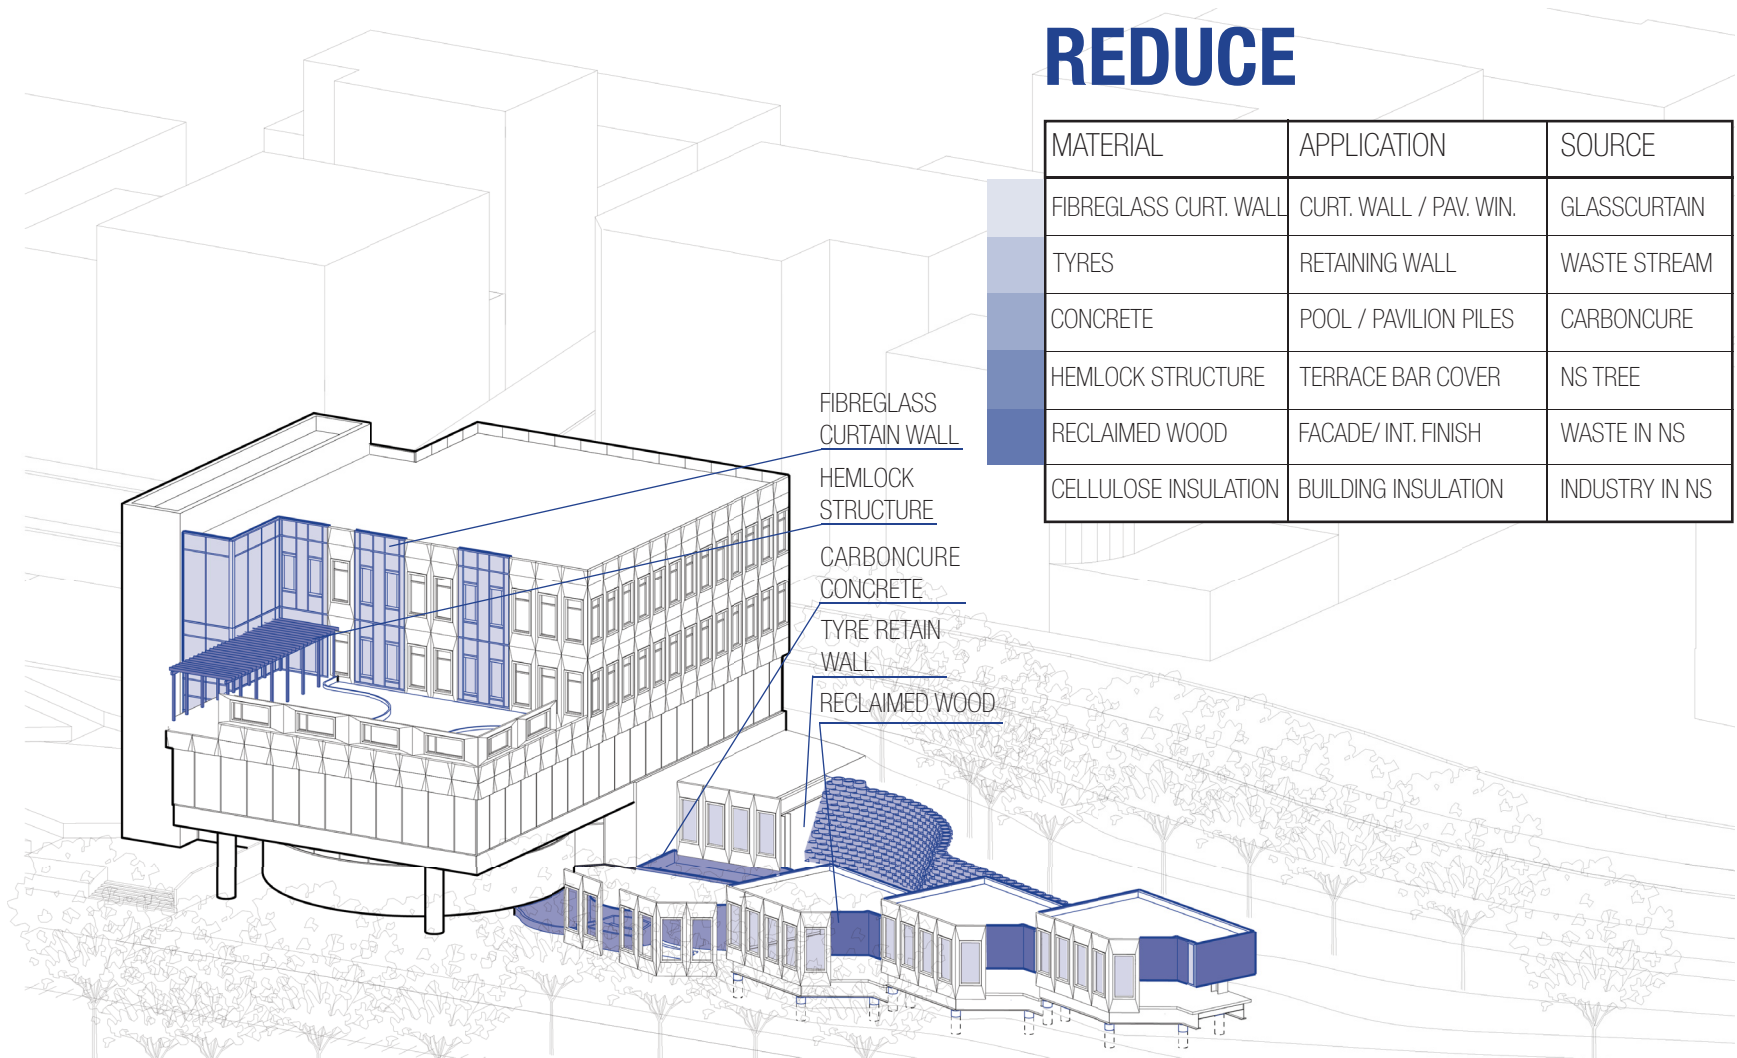 REDUCE
MATERIAL APPLICATION SOURCE
FIBREGLASS CURT. WALL CURT. WALL / PAV. WIN. GLASSCURTAIN
TYRES RETAINING WALL WASTE STREAM
CONCRETE POOL / PAVILION PILES CARBONCURE
HEMLOCK STRUCTURE TERRACE BAR COVER NS TREE
RECLAIMED WOOD FACADE/ INT. FINISH WASTE IN NS
CELLULOSE INSULATION BUILDING INSULATION INDUSTRY IN NS
FIBREGLASS
CURTAIN WALL
HEMLOCK
STRUCTURE
CARBONCURE
CONCRETE
TYRE RETAIN
WALL
RECLAIMED WOOD